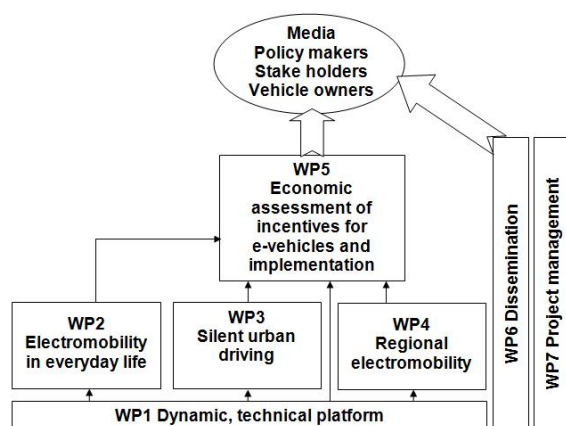 Media
Policy makers
Stake holders
Vehicle owners
WP5
Economic
assessment of
incentives for
e-vehicles and
implementation
WP2
Electromobility
in everyday life
WP3
Silent urban
driving
WP4
Regional
electromobility
WP1 Dynamic, technical platform
WP6 Dissemination
WP7 Project management